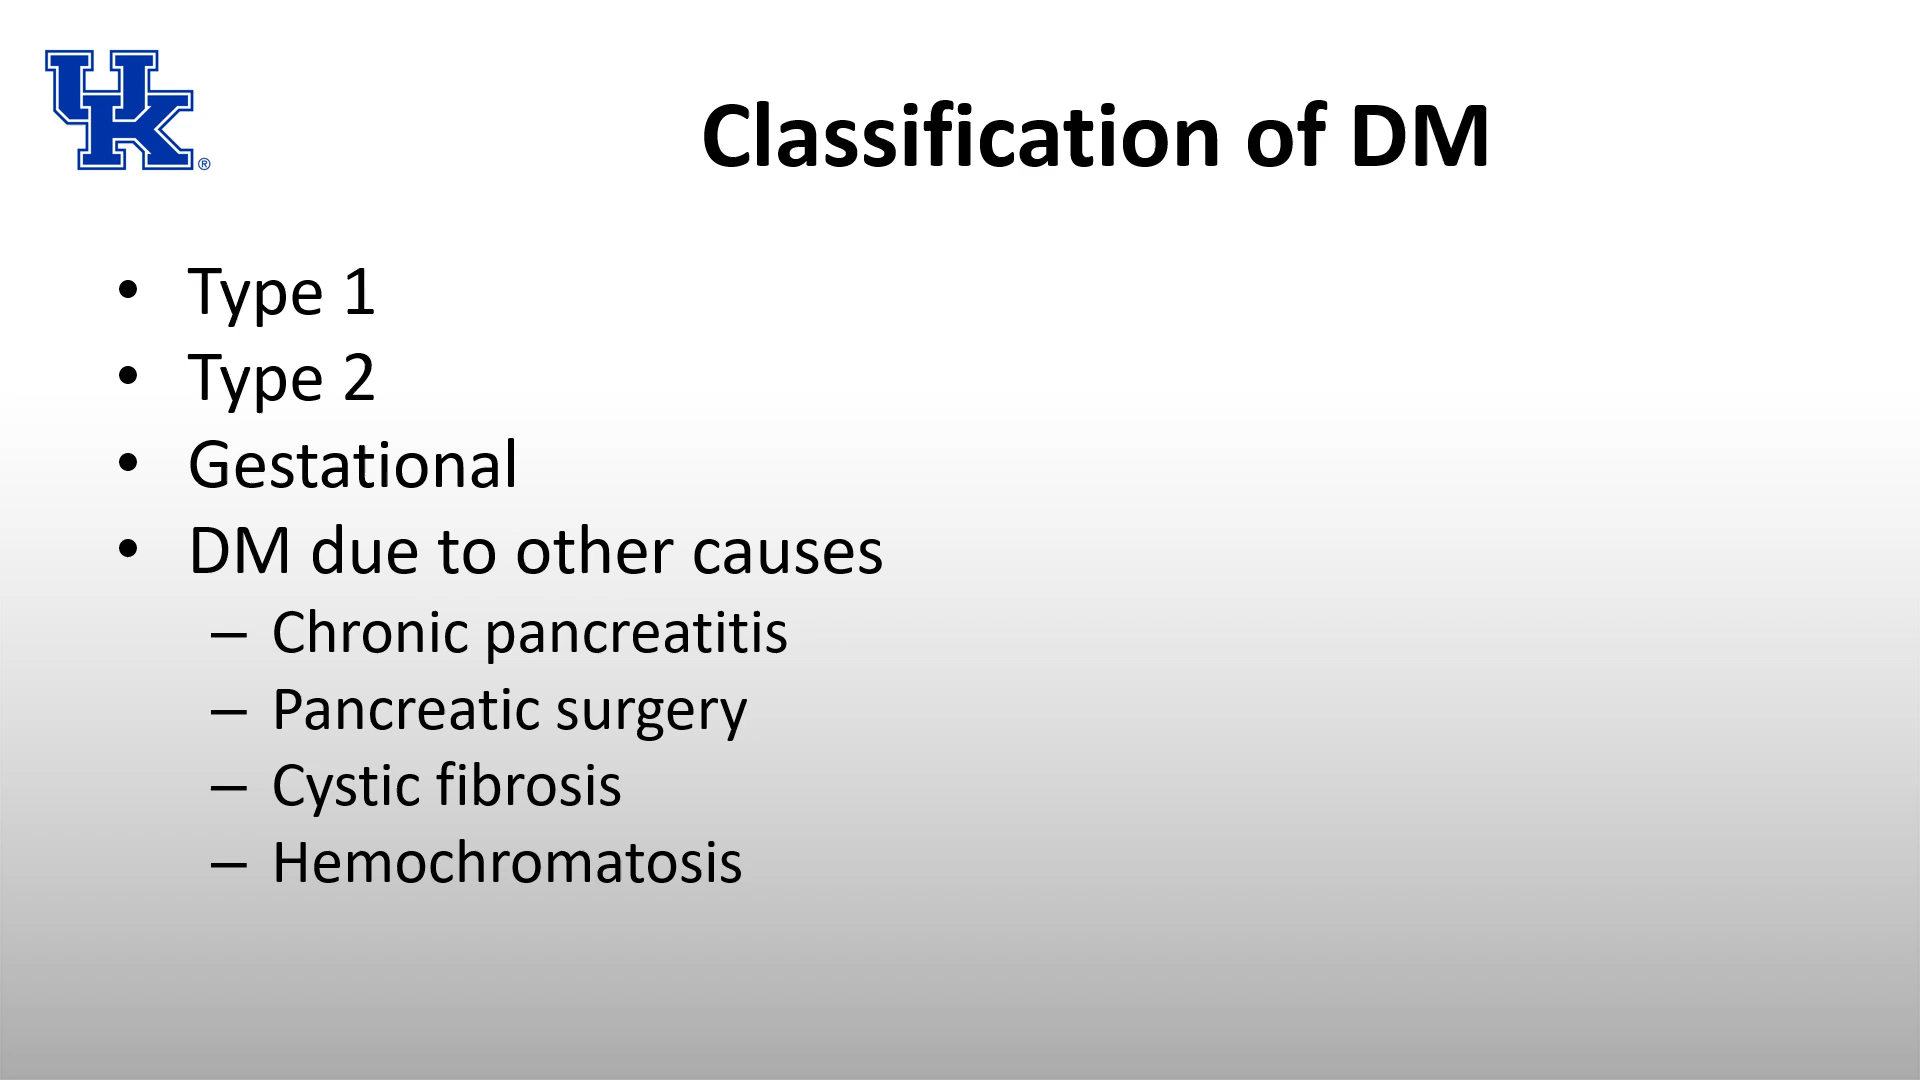 UK®
Classification of DM
• Type 1
• Type 2
• Gestational
• DM due to other causes
– Chronic pancreatitis
– Pancreatic surgery
– Cystic fibrosis
– Hemochromatosis